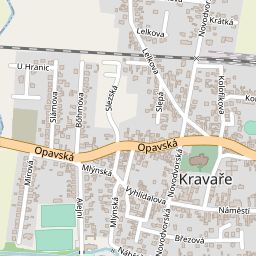 Krátká
Lelkova
Novodvorská
Lelkova
U Hranic
Slámova
Böhmova
Slezská
Slepá
Kolofíkova
Opavská
Opavská
Mírová
Mlýnská
Alejní
Vyhlídalova
Novodvorská
Kravaře
Mlýnská
Náměstí
Novodvorská
Březová